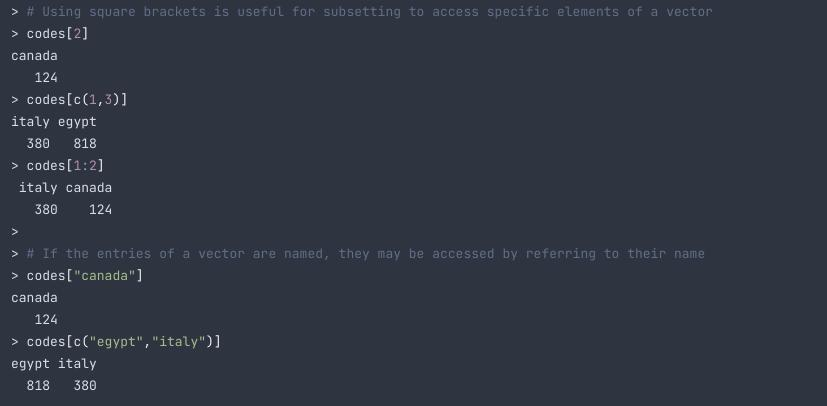 > # Using square brackets is useful for subsetting to access specific elements of a vector
> codes[2]
canada
   124
> codes[c(1,3)]
italy egypt
  380   818
> codes[1:2]
 italy canada
   380    124
>
> # If the entries of a vector are named, they may be accessed by referring to their name
> codes["canada"]
canada
   124
> codes[c("egypt","italy")]
egypt italy
  818   380